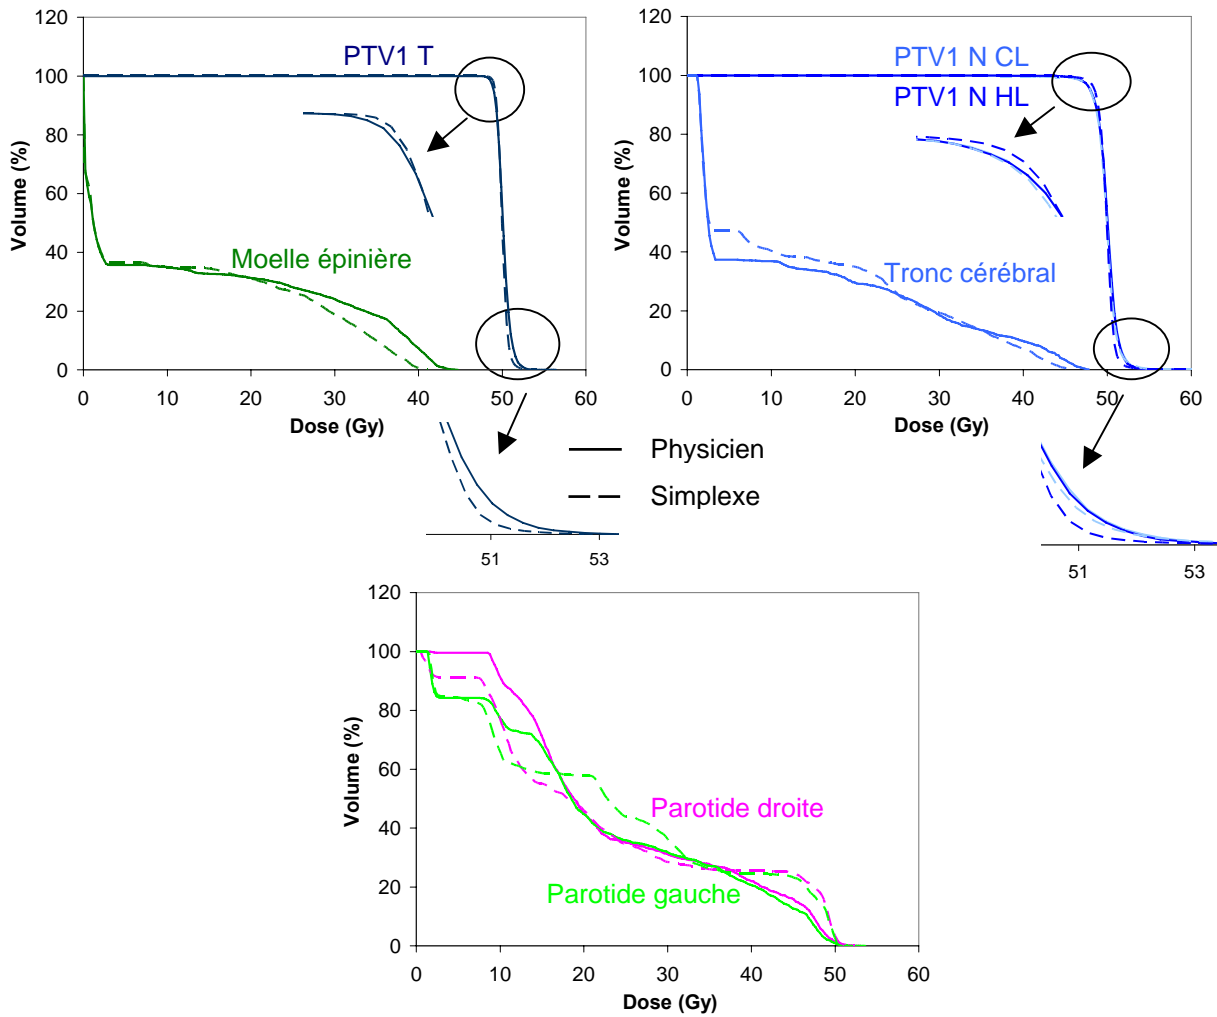 120
100
80
60
40
20
0
Volume (%)
PTV1 T
Moelle épinière
0 10 20 30 40 50 60
Dose (Gy)
51 53
120
100
80
60
40
20
0
Volume (%)
PTV1 N CL
PTV1 N HL
Tronc cérébral
0 10 20 30 40 50 60
Dose (Gy)
51 53
Physicien
Simplexe
120
100
80
60
40
20
0
Volume (%)
Parotide droite
Parotide gauche
0 10 20 30 40 50 60
Dose (Gy)